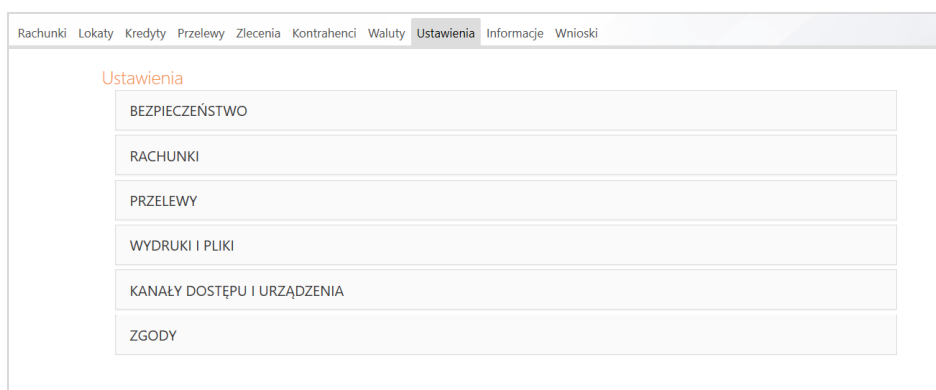 Rachunki Lokaty Kredyty Przelewy Zlecenia Kontrahenci Waluty Ustawienia Informacje Wnioski
Ustawienia
BEZPIECZEŃSTWO
RACHUNKI
PRZELEWY
WYDRUKI I PLIKI
KANAŁY DOSTĘPU I URZĄDZENIA
ZGODY